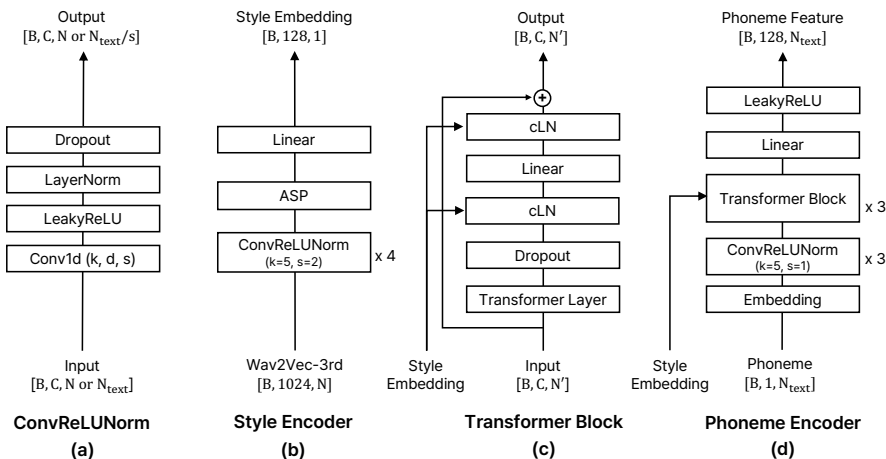 Output
[B, C, N or N_text/s]
Dropout
LayerNorm
LeakyReLU
Conv1d (k, d, s)
Input
[B, C, N or N_text]
ConvReLUNorm
(a)
Style Embedding
[B, 128, 1]
Linear
ASP
ConvReLUNorm
(k=5, s=2)
x 4
Wav2Vec-3rd
[B, 1024, N]
Style Encoder
(b)
Output
[B, C, N′]
cLN
Linear
cLN
Dropout
Transformer Layer
Style
Embedding
Input
[B, C, N′]
Transformer Block
(c)
Phoneme Feature
[B, 128, N_text]
LeakyReLU
Linear
Transformer Block
x 3
ConvReLUNorm
(k=5, s=1)
x 3
Embedding
Style
Embedding
Phoneme
[B, 1, N_text]
Phoneme Encoder
(d)